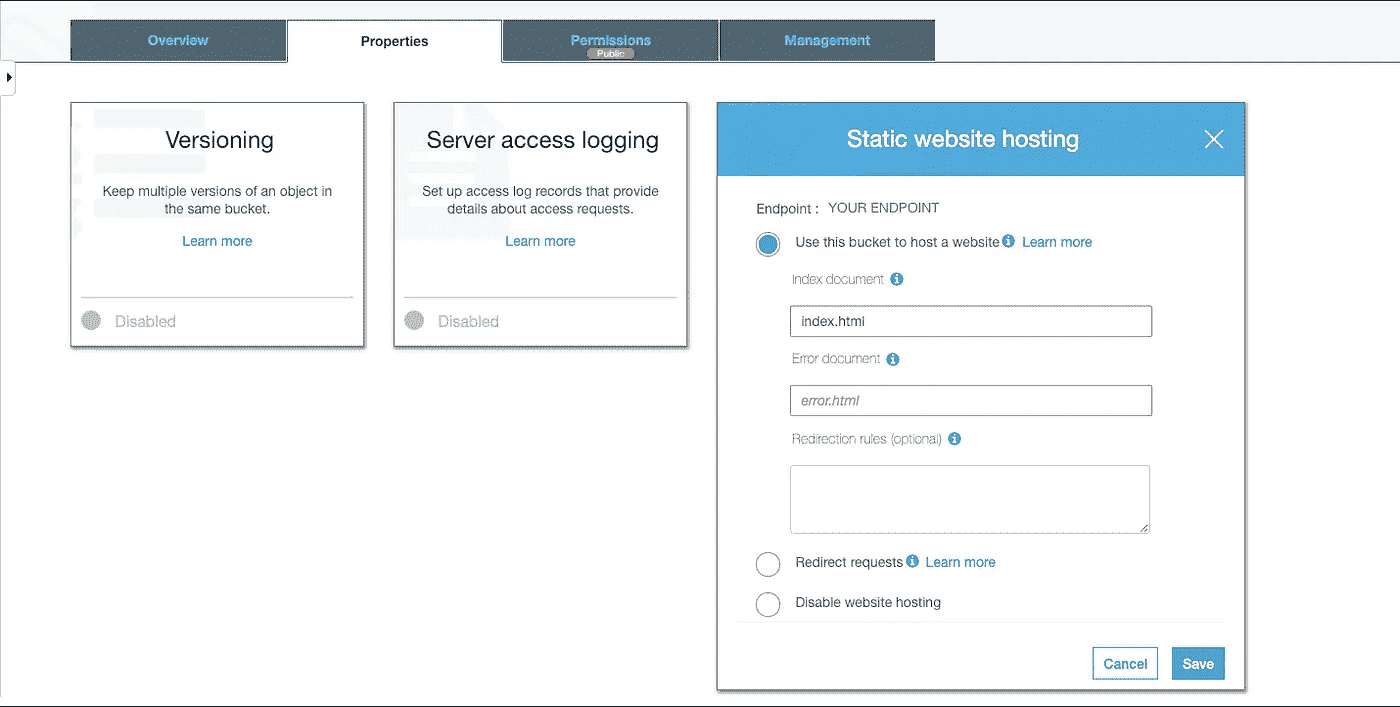 Overview
Properties
Permissions
Public
Management
Versioning
Keep multiple versions of an object in
the same bucket.
Learn more
Disabled
Server access logging
Set up access log records that provide
details about access requests.
Learn more
Disabled
Static website hosting
Endpoint : YOUR ENDPOINT
Use this bucket to host a website Learn more
Index document
index.html
Error document
error.html
Redirection rules (optional)
Redirect requests Learn more
Disable website hosting
Cancel
Save